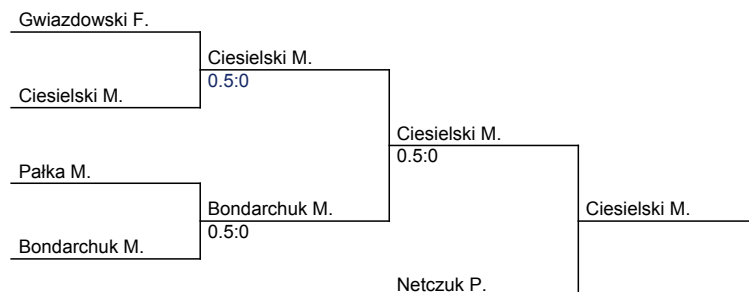 Gwiazdowski F.
Ciesielski M.
0.5:0
Ciesielski M.
Ciesielski M.
0.5:0
Pałka M.
Bondarchuk M.
0.5:0
Ciesielski M.
Bondarchuk M.
Netczuk P.